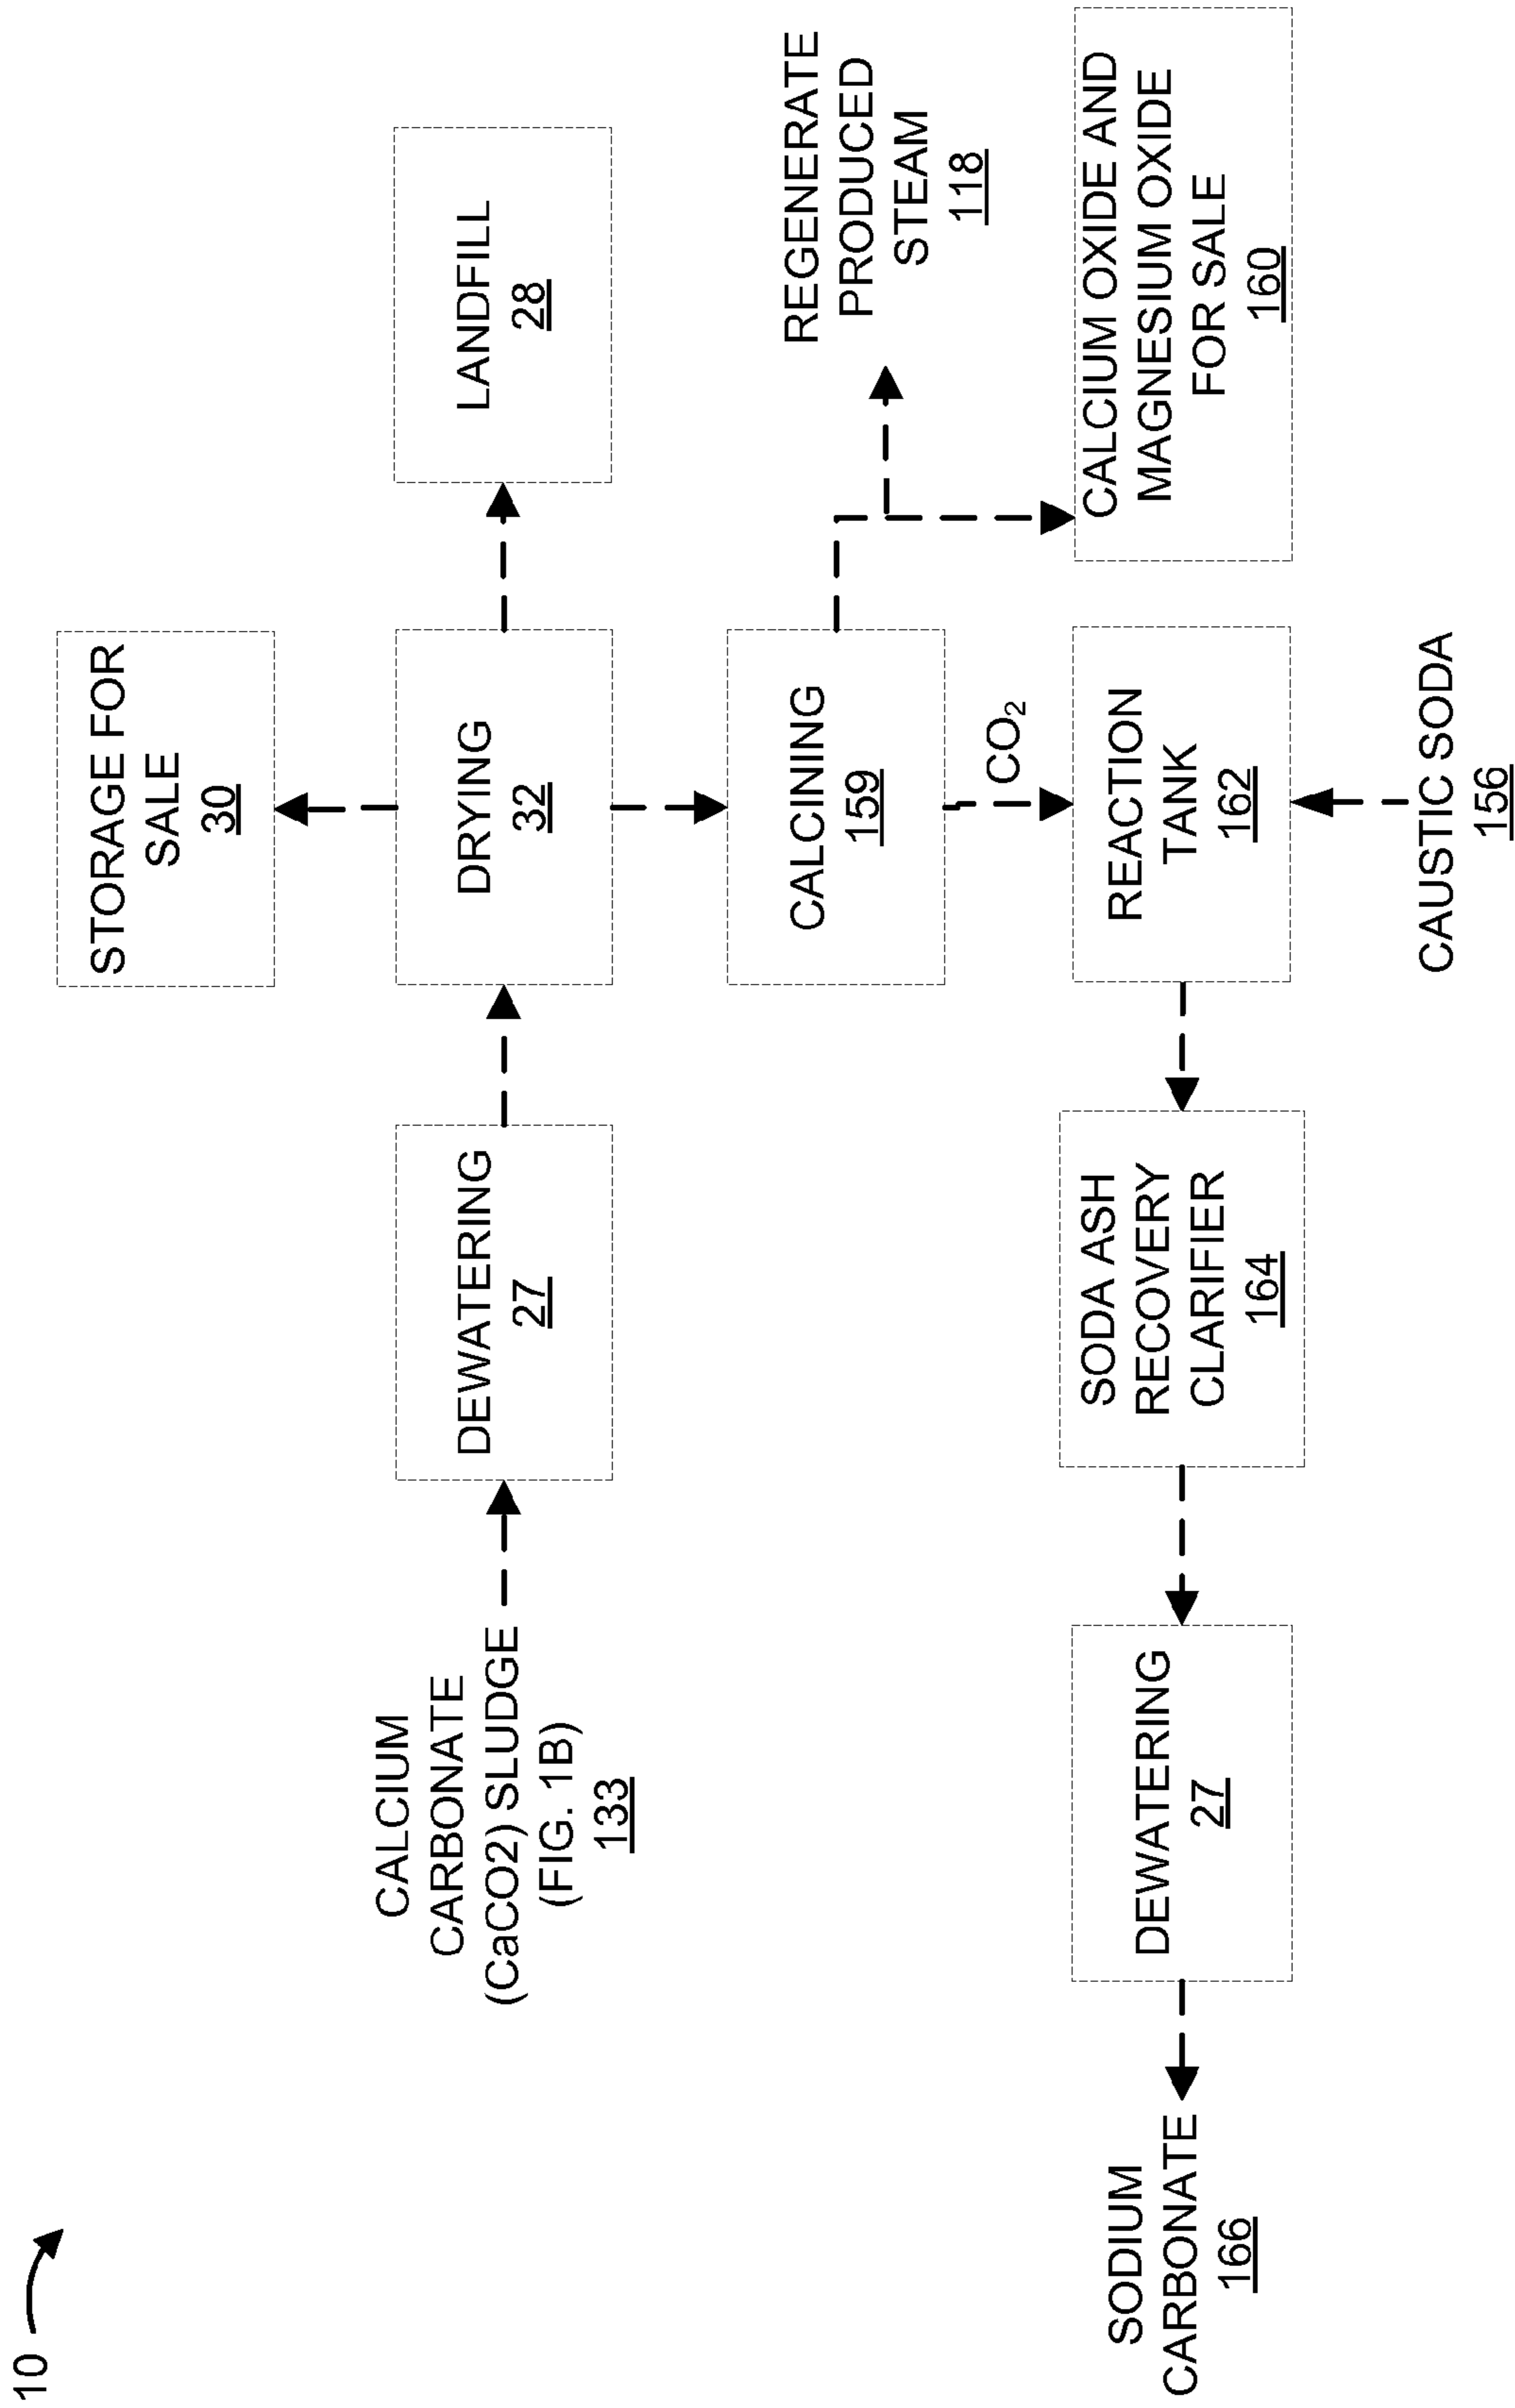 10
STORAGE FOR
SALE
30
CALCIUM
CARBONATE
(CaCO2) SLUDGE
(FIG. 1B)
133
DEWATERING
27
DRYING
32
LANDFILL
28
CALCINING
159
REGENERATE
PRODUCED
STEAM
118
CO₂
SODIUM
CARBONATE
166
DEWATERING
27
SODA ASH
RECOVERY
CLARIFIER
164
REACTION
TANK
162
CALCIUM OXIDE AND
MAGNESIUM OXIDE
FOR SALE
160
CAUSTIC SODA
156